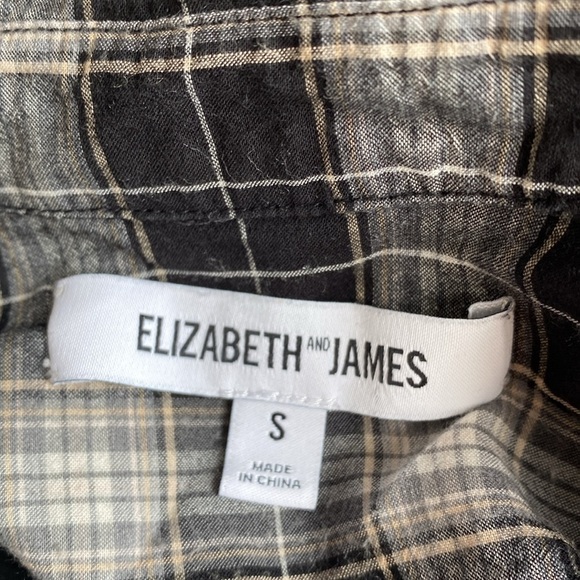 ELIZABETH AND JAMES
S
MADE
IN CHINA